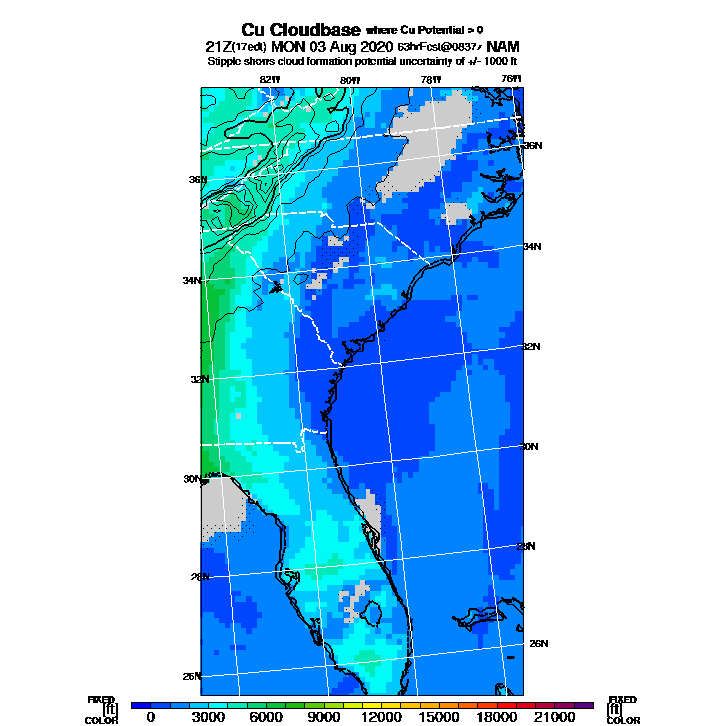 Cu Cloudbase where Cu Potential > 0
21Z(17edt) MON 03 Aug 2020 63hrFcst@0837z NAM
Stipple shows cloud formation potential uncertainty of +/- 1000 ft
82W 80W 78W 76W
36N
36N
34N
34N
32N
32N
30N
30N
28N
28N
26N
26N
FIXED [ft] COLOR
0 3000 6000 9000 12000 15000 18000 21000
FIXED [ft] COLOR